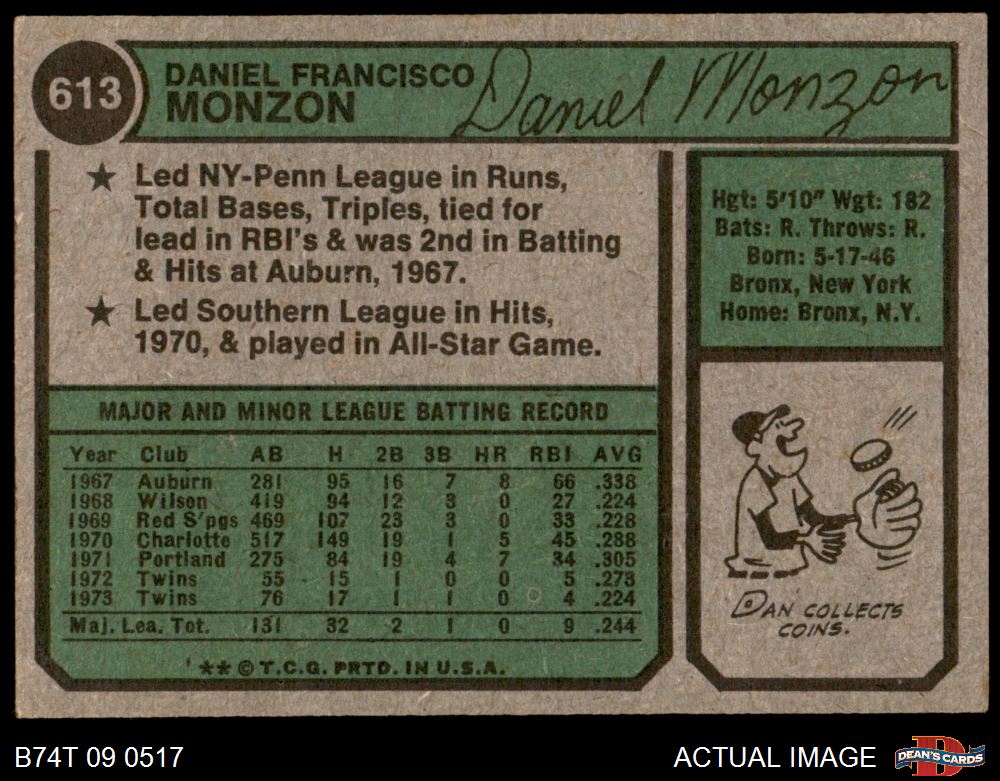 613
DANIEL FRANCISCO
MONZON
Daniel Monzon
★ Led NY-Penn League in Runs,
Total Bases, Triples, tied for
lead in RBI's & was 2nd in Batting
& Hits at Auburn, 1967.
★ Led Southern League in Hits,
1970, & played in All-Star Game.
Hgt: 5'10" Wgt: 182
Bats: R. Throws: R.
Born: 5-17-46
Bronx, New York
Home: Bronx, N.Y.
MAJOR AND MINOR LEAGUE BATTING RECORD
Year Club AB H 2B 3B HR RBI AVG
1967 Auburn 281 95 16 7 8 66 .338
1968 Wilson 419 94 12 3 0 27 .224
1969 Red S'pgs 469 107 23 3 0 33 .228
1970 Charlotte 517 149 19 1 5 45 .288
1971 Portland 275 84 19 4 7 34 .305
1972 Twins 55 15 1 0 0 5 .273
1973 Twins 76 17 1 1 0 4 .224
Maj. Lea. Tot. 131 32 2 1 0 9 .244
** © T.C.G. PRTD. IN U.S.A.
DAN COLLECTS
COINS.
B74T 09 0517
ACTUAL IMAGE
DEAN'S CARDS